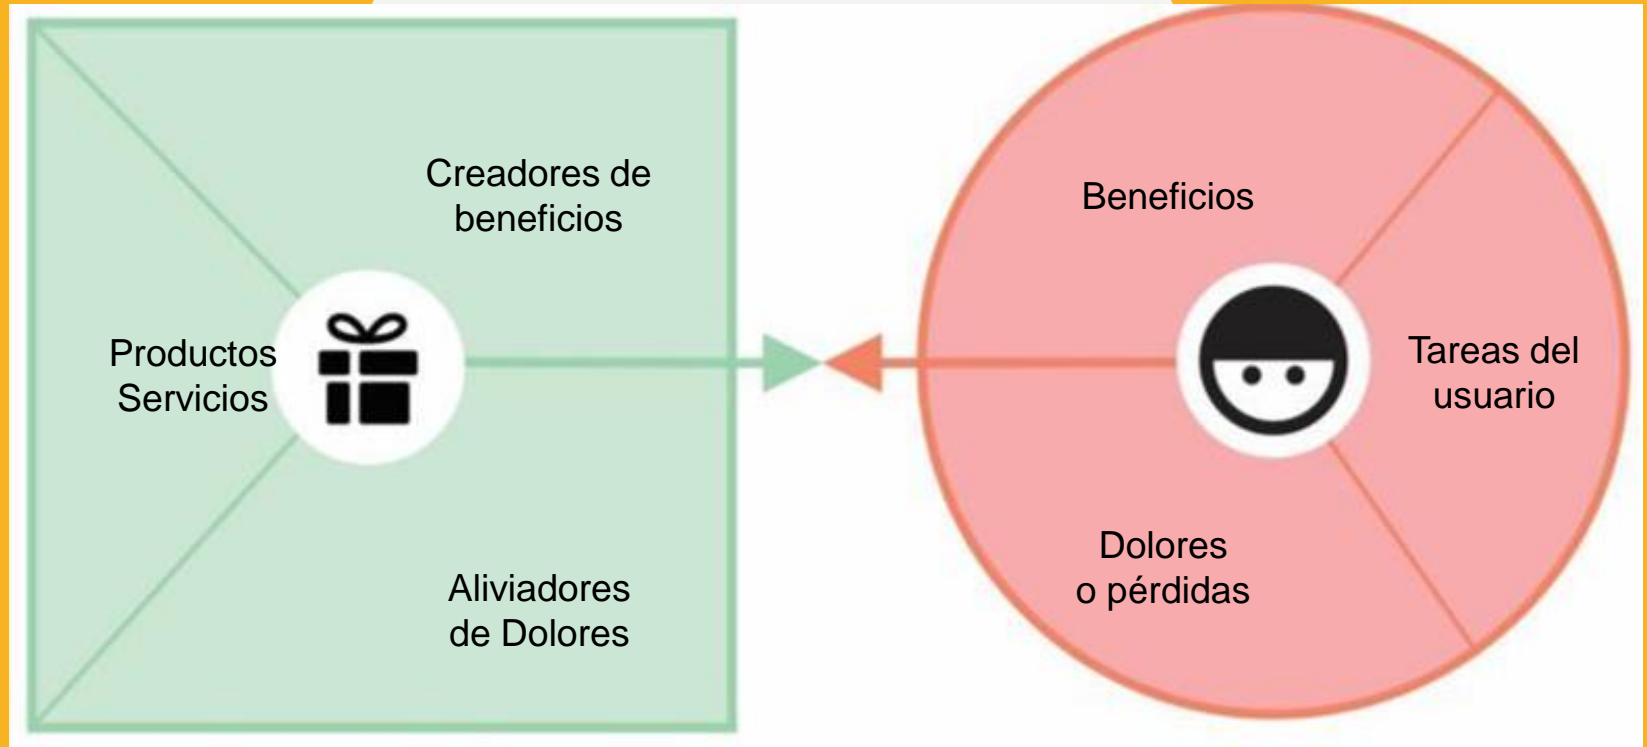 Creadores de
beneficios
Productos
Servicios
Aliviadores
de Dolores
Beneficios
Tareas del
usuario
Dolores
o pérdidas